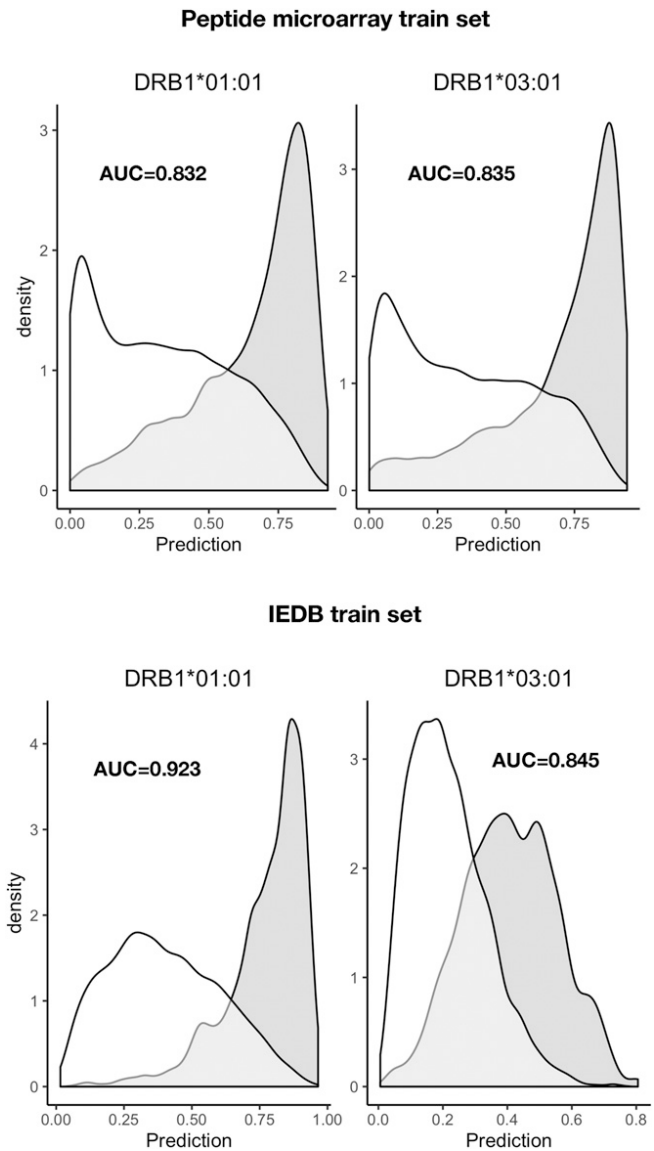 Peptide microarray train set
DRB1*01:01
DRB1*03:01
AUC=0.832
AUC=0.835
density
3
2
1
0
3
2
1
0
0.00 0.25 0.50 0.75
0.00 0.25 0.50 0.75
Prediction
Prediction
IEDB train set
DRB1*01:01
DRB1*03:01
AUC=0.923
AUC=0.845
density
4
3
2
1
0
3
2
1
0
0.00 0.25 0.50 0.75 1.00
0.0 0.2 0.4 0.6 0.8
Prediction
Prediction